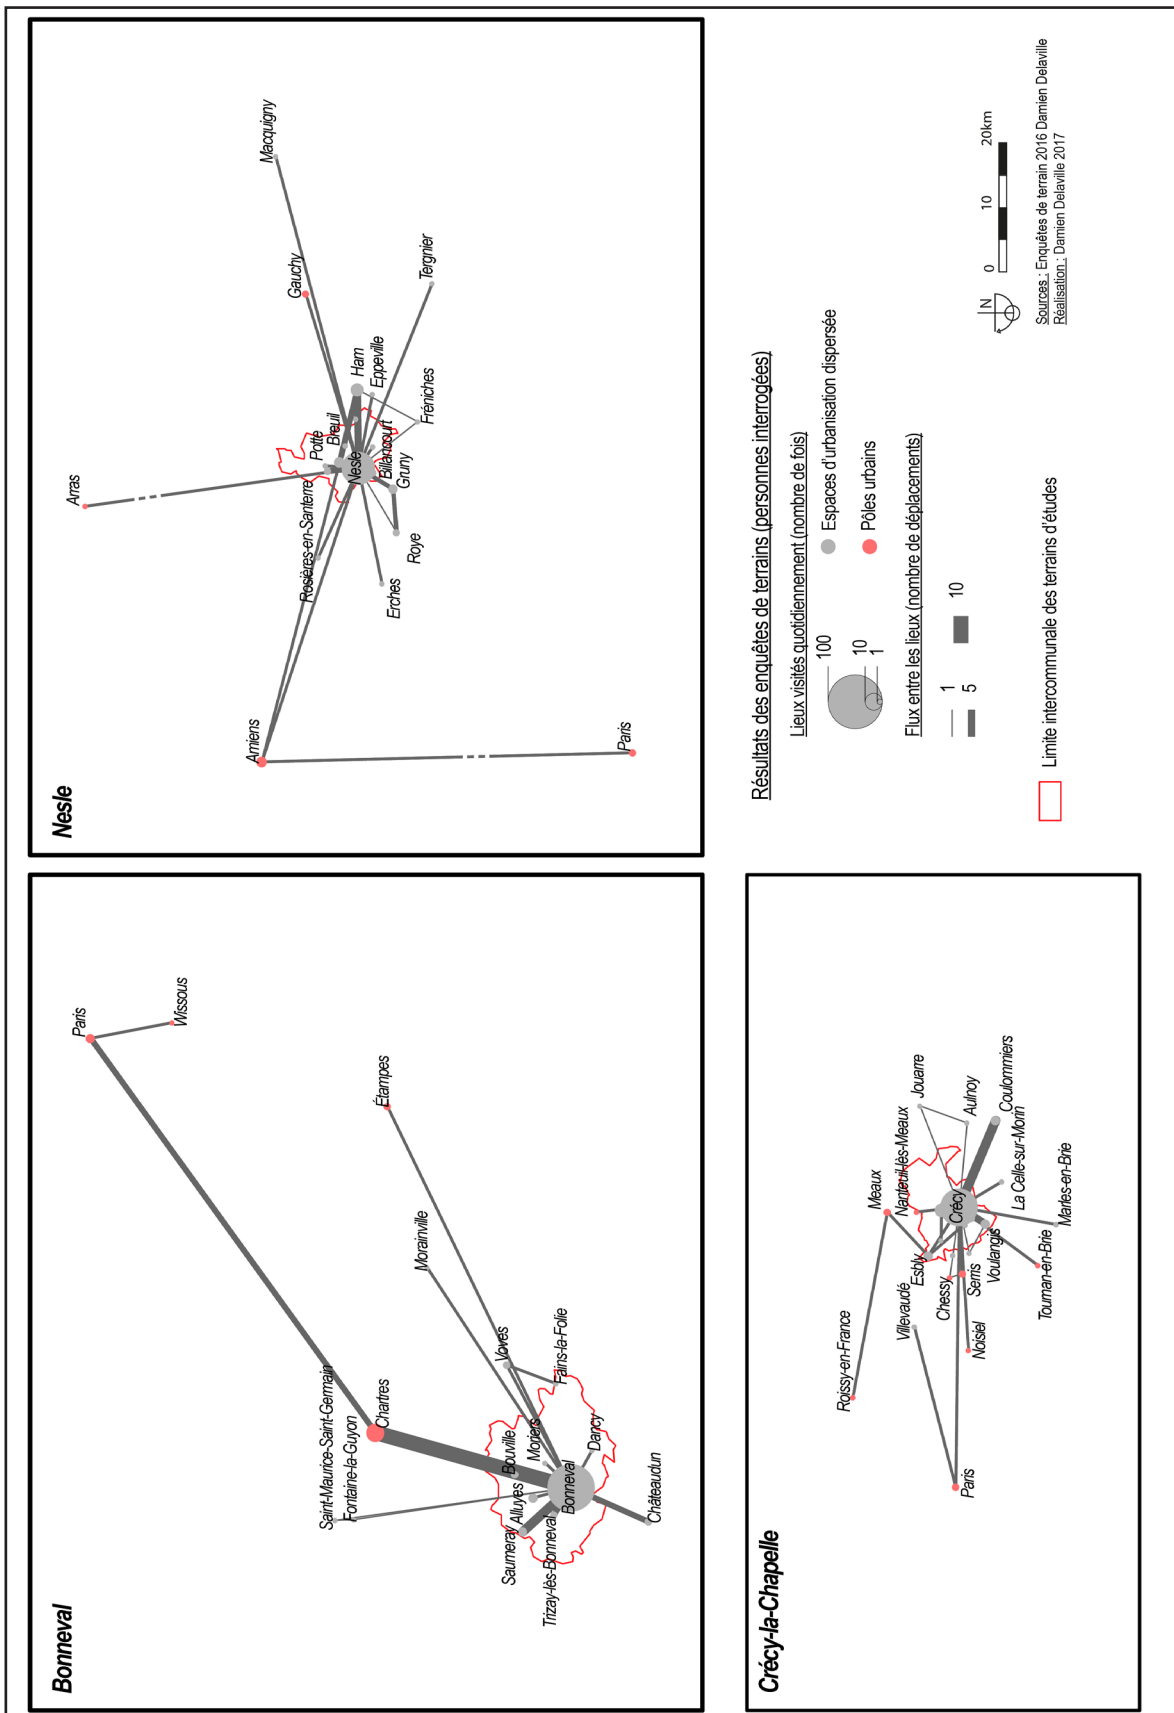 Bonneval
Paris
Wissous
Étampes
Morainville
Saint-Maurice-Saint-Germain
Fontaine-la-Guyon
Chartres
Voves
Fains-la-Folie
Bouville
Moriers
Dancy
Alluyes
Saumeray
Bonneval
Trizay-lès-Bonneval
Châteaudun
Nesle
Arras
Macquigny
Gauchy
Tergnier
Ham
Eppeville
Fréniches
Breuil
Potte
Nesle
Billancourt
Gruny
Rosières-en-Santerre
Roye
Erches
Amiens
Paris
Crécy-la-Chapelle
Roissy-en-France
Meaux
Nanteuil-lès-Meaux
Jouarre
Aulnoy
Coulommiers
La Celle-sur-Morin
Marles-en-Brie
Crécy
Esbly
Villevaudé
Chessy
Serris
Voulangis
Tournan-en-Brie
Noisiel
Paris
Résultats des enquêtes de terrains (personnes interrogées)
Lieux visités quotidiennement (nombre de fois)
100
10
1
Espaces d'urbanisation dispersée
Pôles urbains
Flux entre les lieux (nombre de déplacements)
1
5
10
Limite intercommunale des terrains d'études
N
0 10 20km
Sources : Enquêtes de terrain 2016 Damien Delaville
Réalisation : Damien Delaville 2017